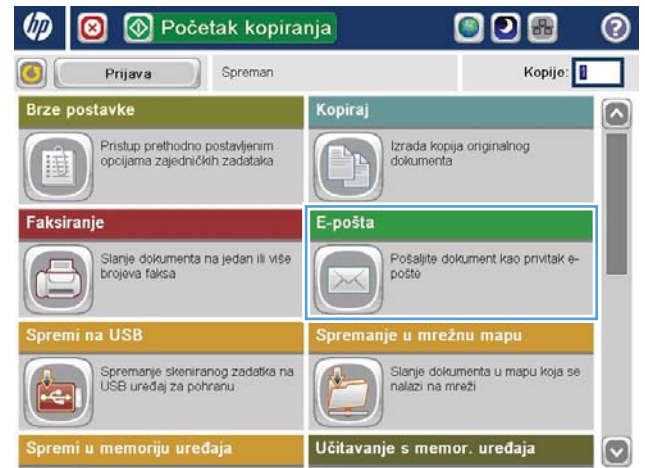 hp
Početak kopiranja
?
Prijava
Spreman
Kopije: 1
Brze postavke
Pristup prethodno postavljenim
opcijama zajedničkih zadataka
Kopiraj
Izrada kopija originalnog
dokumenta
Faksiranje
Slanje dokumenta na jedan ili više
brojeva faksa
E-pošta
Pošaljite dokument kao privitak e-
pošte
Spremi na USB
Spremanje skeniranog zadatka na
USB uređaj za pohranu
Spremanje u mrežnu mapu
Slanje dokumenta u mapu koja se
nalazi na mreži
Spremi u memoriju uređaja
Učitavanje s memor. uređaja